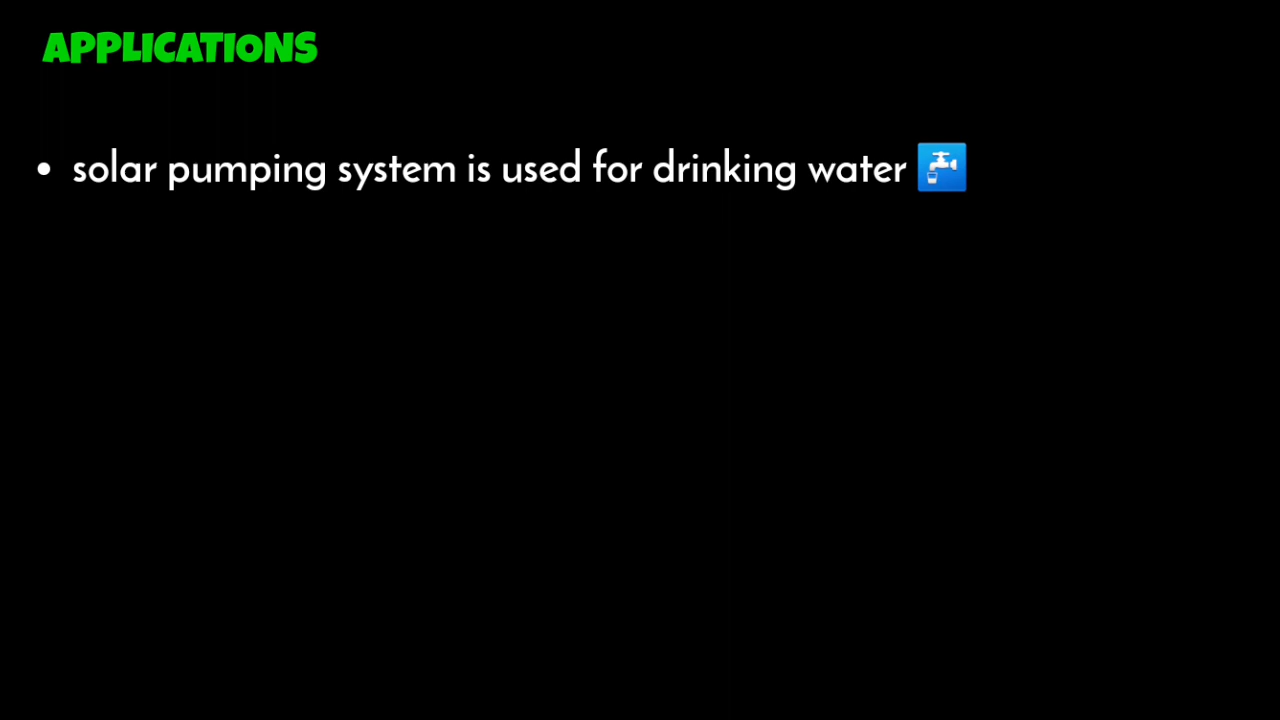 APPLICATIONS
• solar pumping system is used for drinking water 🚰